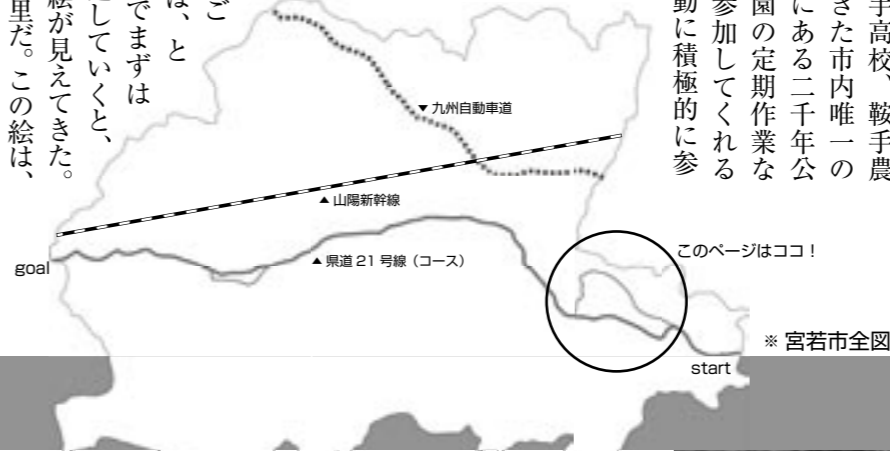 手高校、鞍手農
きた市内唯一の
にある二千年公
園の定期作業な
参加してくれる
動に積極的に参
ご
は、と
でまずは
としていくと、
絵が見えてきた。
里だ。この絵は、
▼九州自動車道
▲山陽新幹線
goal
▲県道21号線（コース）
このページはココ！
※宮若市全図
start